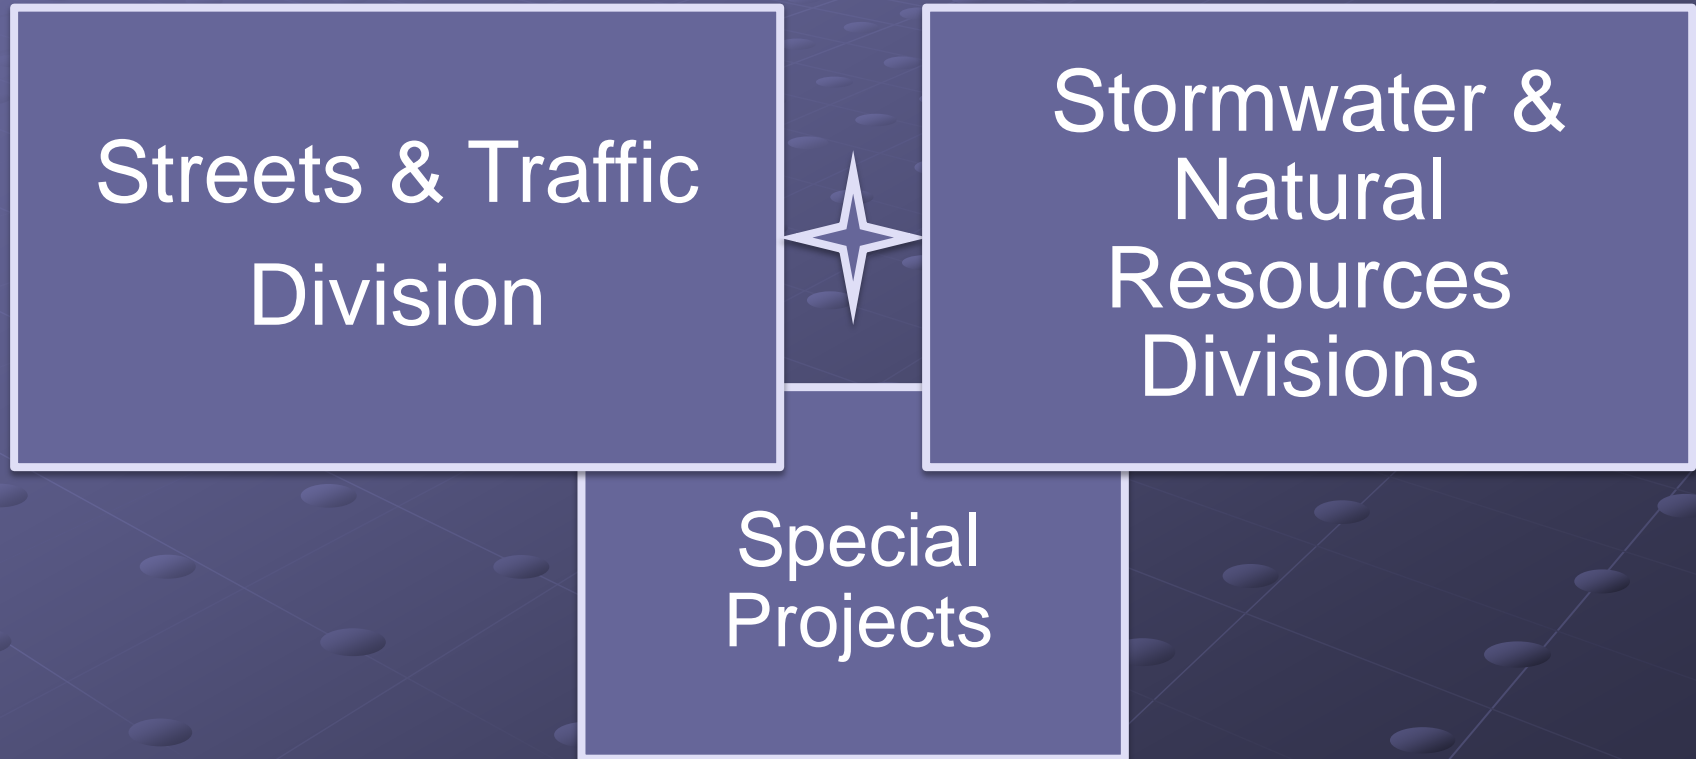 Streets & Traffic
Division
Stormwater &
Natural
Resources
Divisions
Special
Projects